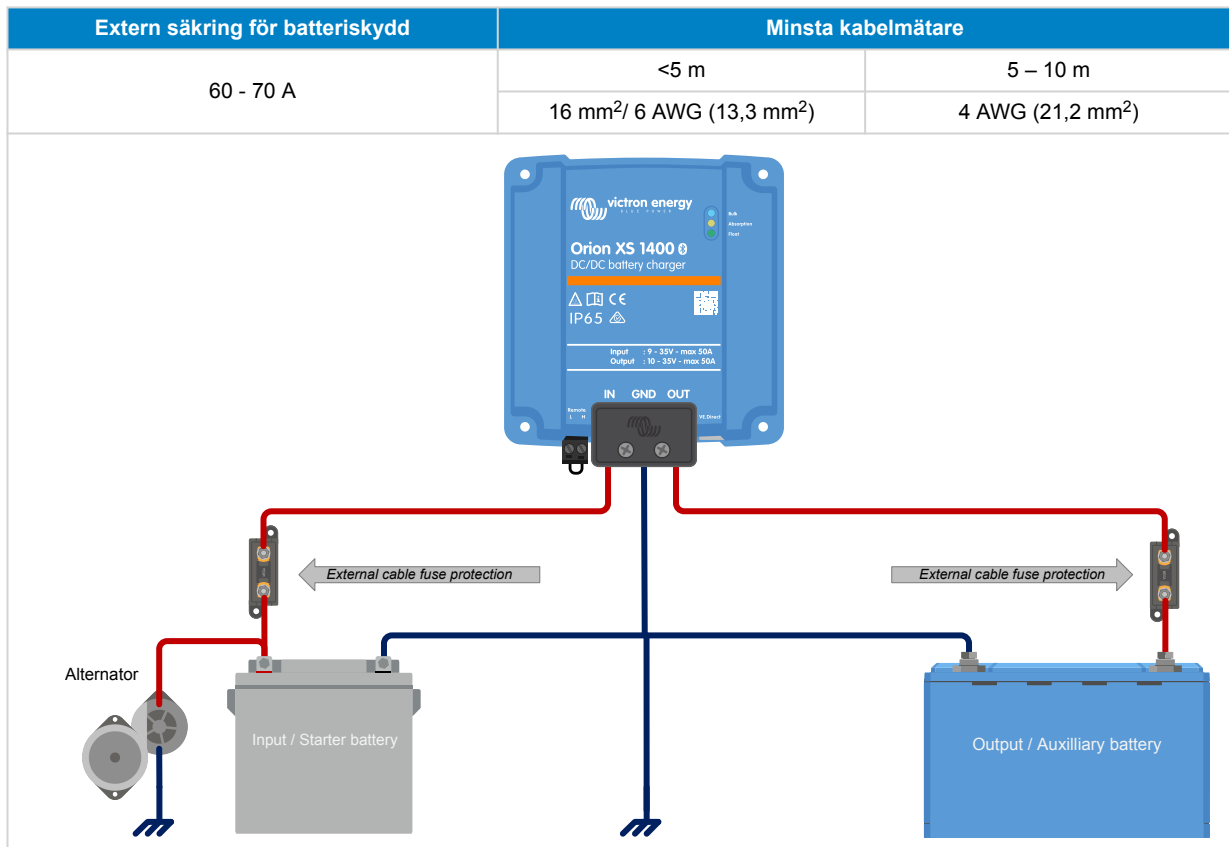 Extern säkring för batteriskydd
Minsta kabelmätare
60 - 70 A
<5 m
5 – 10 m
16 mm²/ 6 AWG (13,3 mm²)
4 AWG (21,2 mm²)
victron energy
BLUE POWER
Bulk
Absorption
Float
Orion XS 1400
DC/DC battery charger
CE
IP65
Input : 9 - 35V - max 50A
Output : 10 - 35V - max 50A
IN GND OUT
Remote
L H
VE.Direct
External cable fuse protection
External cable fuse protection
Alternator
Input / Starter battery
Output / Auxilliary battery